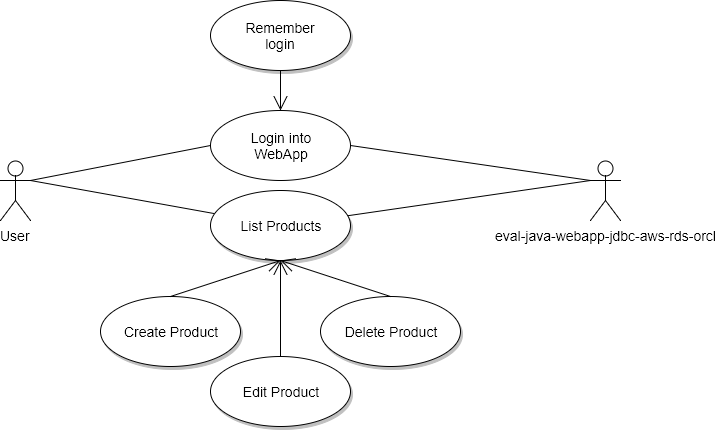 Remember
login
Login into
WebApp
List Products
User
eval-java-webapp-jdbc-aws-rds-orcl
Create Product
Delete Product
Edit Product